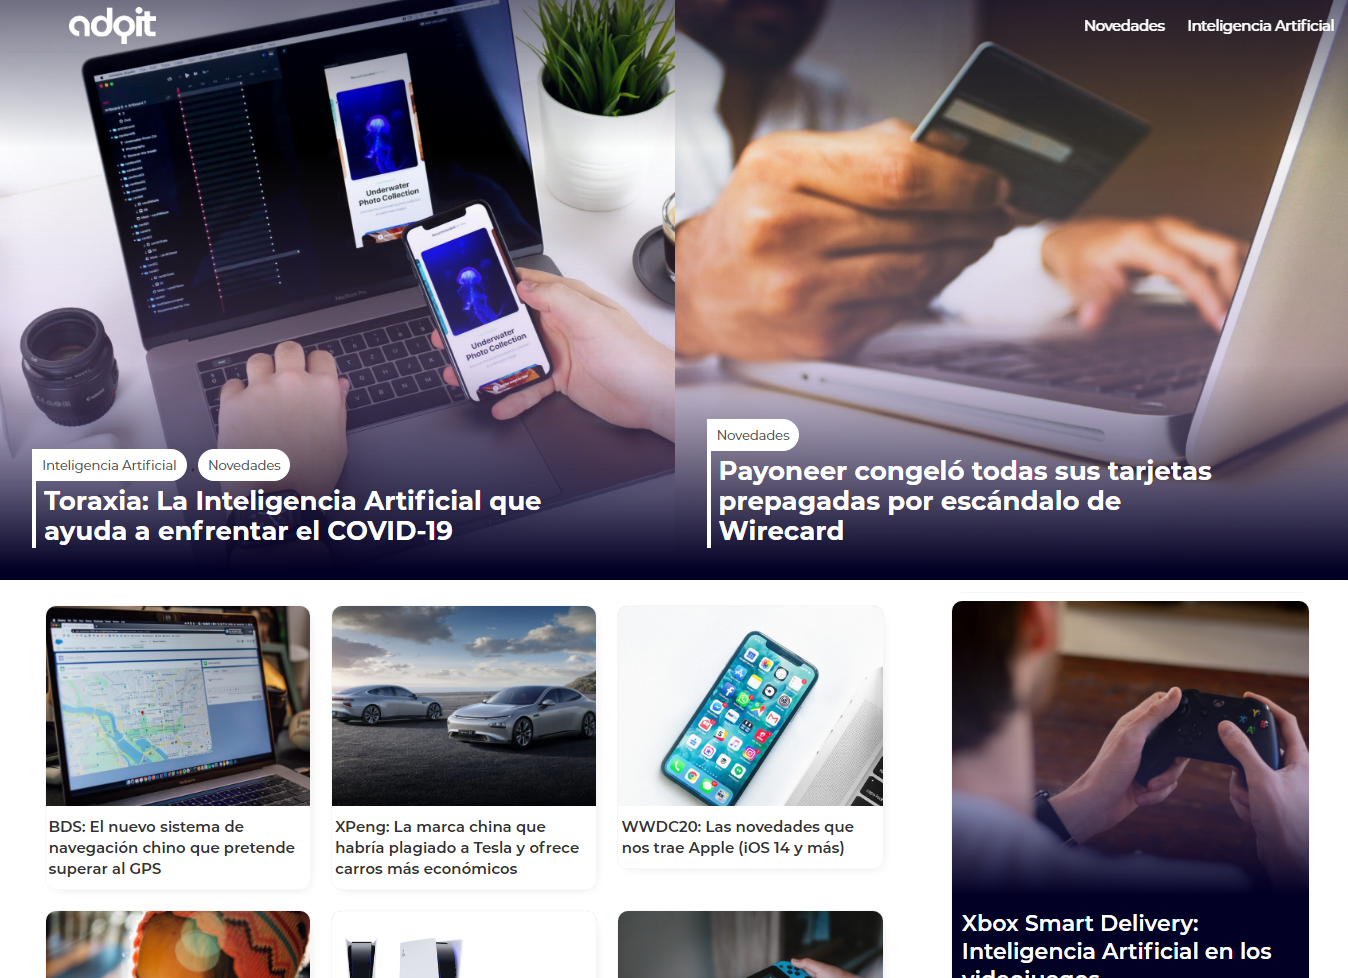 adqit
Novedades Inteligencia Artificial
Underwater
Photo Collection
Underwater
Photo Collection
Inteligencia Artificial , Novedades
Toraxia: La Inteligencia Artificial que
ayuda a enfrentar el COVID-19
Novedades
Payoneer congeló todas sus tarjetas
prepagadas por escándalo de
Wirecard
BDS: El nuevo sistema de
navegación chino que pretende
superar al GPS
XPeng: La marca china que
habría plagiado a Tesla y ofrece
carros más económicos
WWDC20: Las novedades que
nos trae Apple (iOS 14 y más)
Xbox Smart Delivery:
Inteligencia Artificial en los
videojuegos